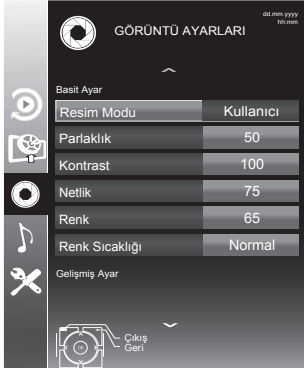 dd.mm.yyyy
hh:mm
GÖRÜNTÜ AYARLARI
Basit Ayar
Resim Modu Kullanıcı
Parlaklık 50
Kontrast 100
Netlik 75
Renk 65
Renk Sıcaklığı Normal
Gelişmiş Ayar
Çıkış
Geri
OK